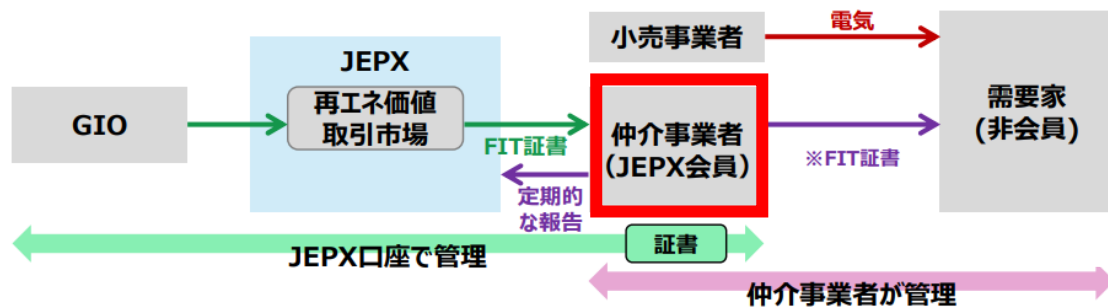 小売事業者
電気
JEPX
再エネ価値
取引市場
GIO
FIT証書
仲介事業者
（JEPX会員）
※FIT証書
需要家
(非会員)
定期的
な報告
証書
JEPX口座で管理
仲介事業者が管理